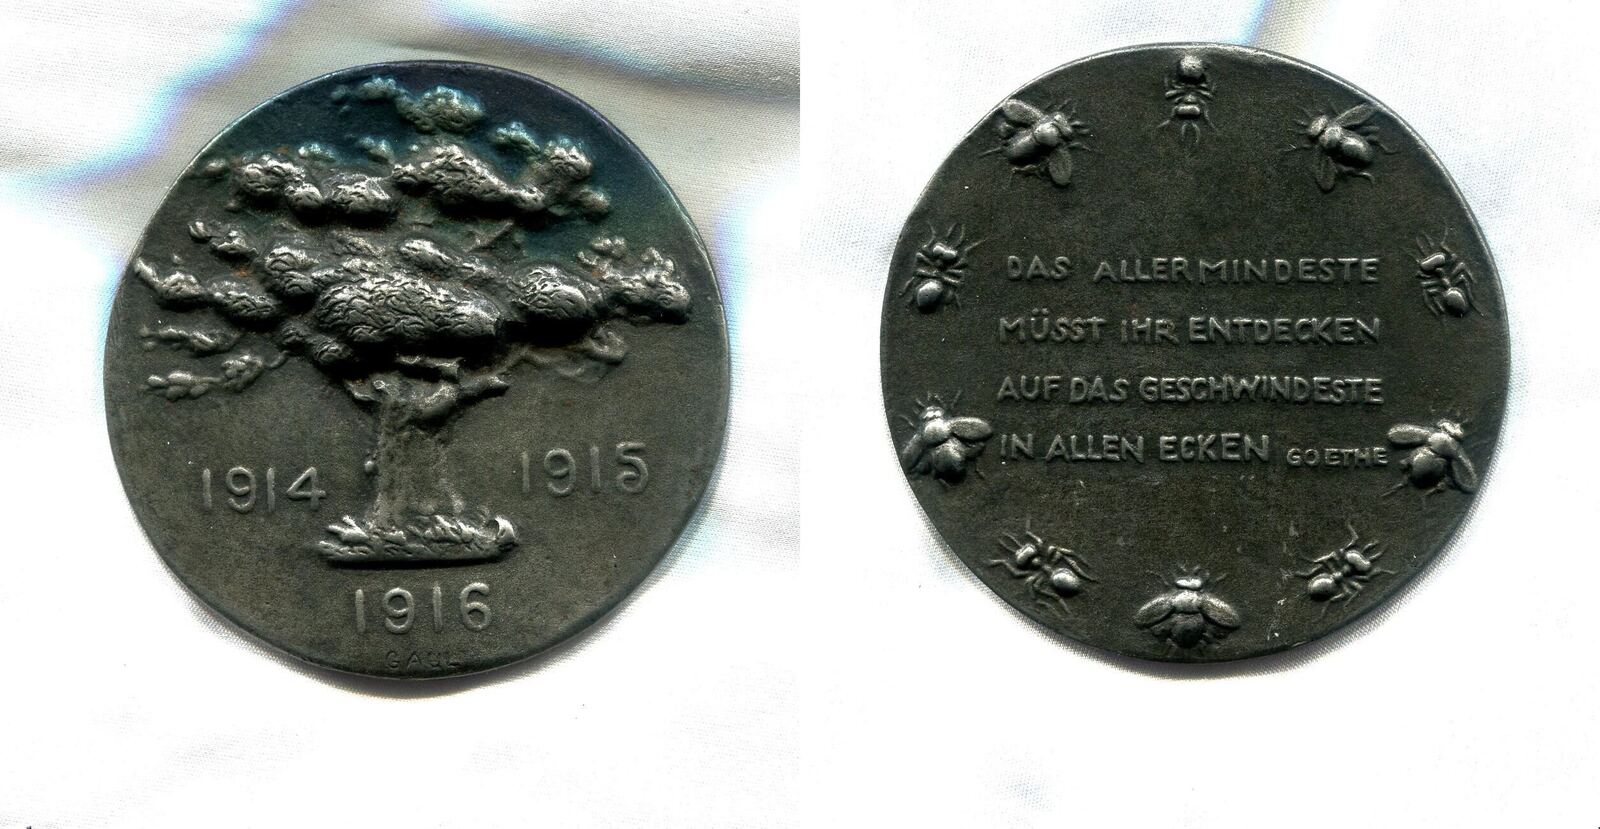 1914 1915
1916
GAUL
DAS ALLERMINDESTE
MÜSST IHR ENTDECKEN
AUF DAS GESCHWINDESTE
IN ALLEN ECKEN GOETHE